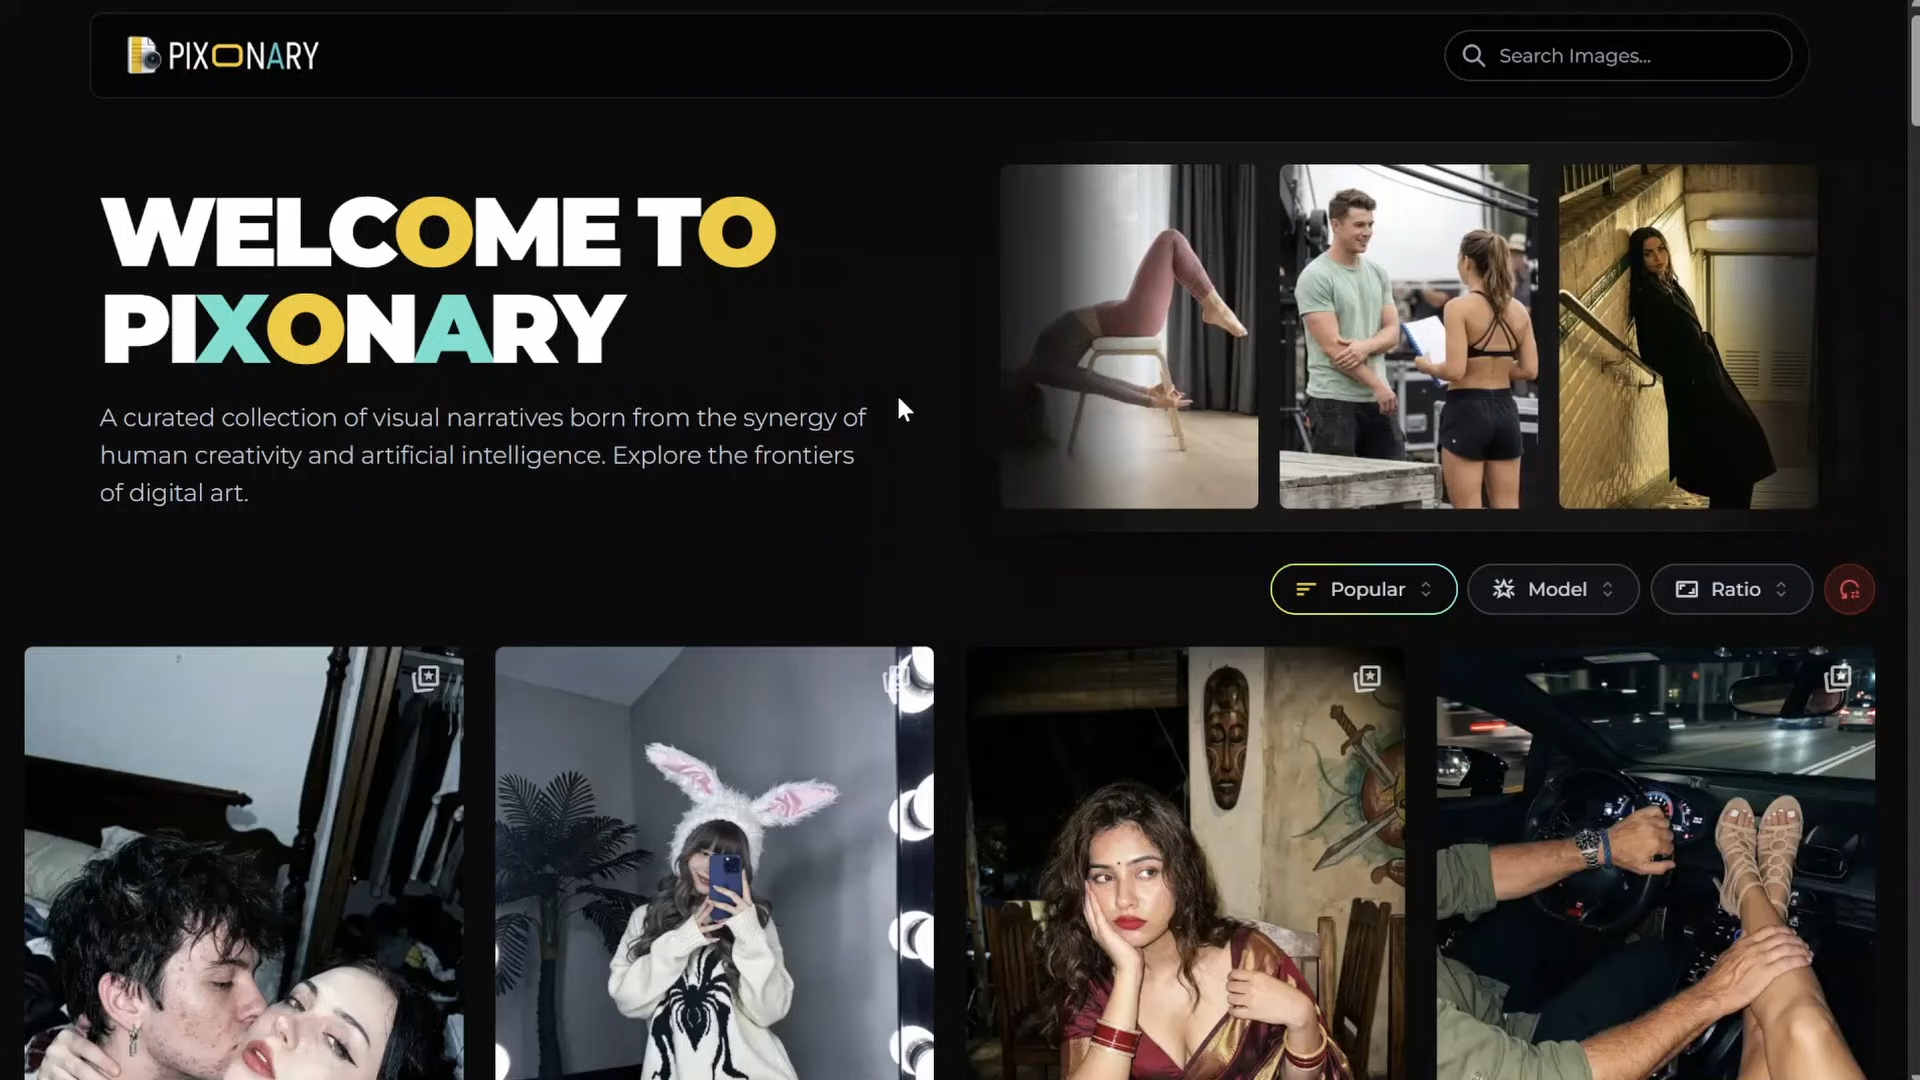 PIXONARY
Search Images...
WELCOME TO
PIXONARY
A curated collection of visual narratives born from the synergy of
human creativity and artificial intelligence. Explore the frontiers
of digital art.
Popular
Model
Ratio